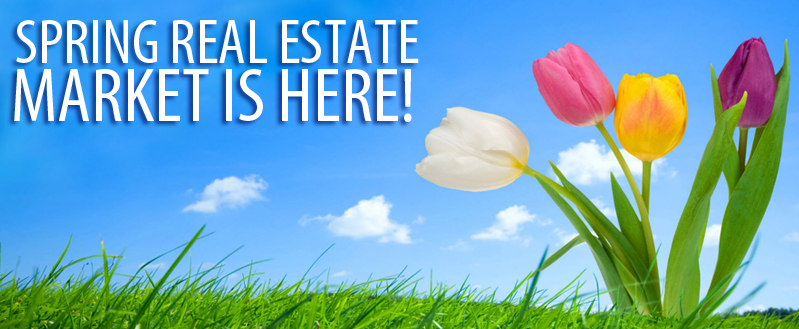 SPRING REAL ESTATE
MARKET IS HERE!